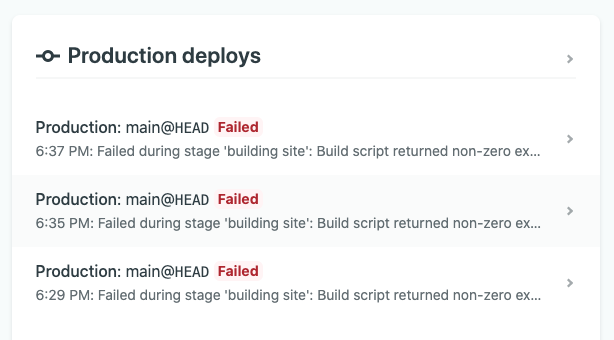 Production deploys
Production: main@HEAD Failed
6:37 PM: Failed during stage 'building site': Build script returned non-zero ex...
Production: main@HEAD Failed
6:35 PM: Failed during stage 'building site': Build script returned non-zero ex...
Production: main@HEAD Failed
6:29 PM: Failed during stage 'building site': Build script returned non-zero ex...